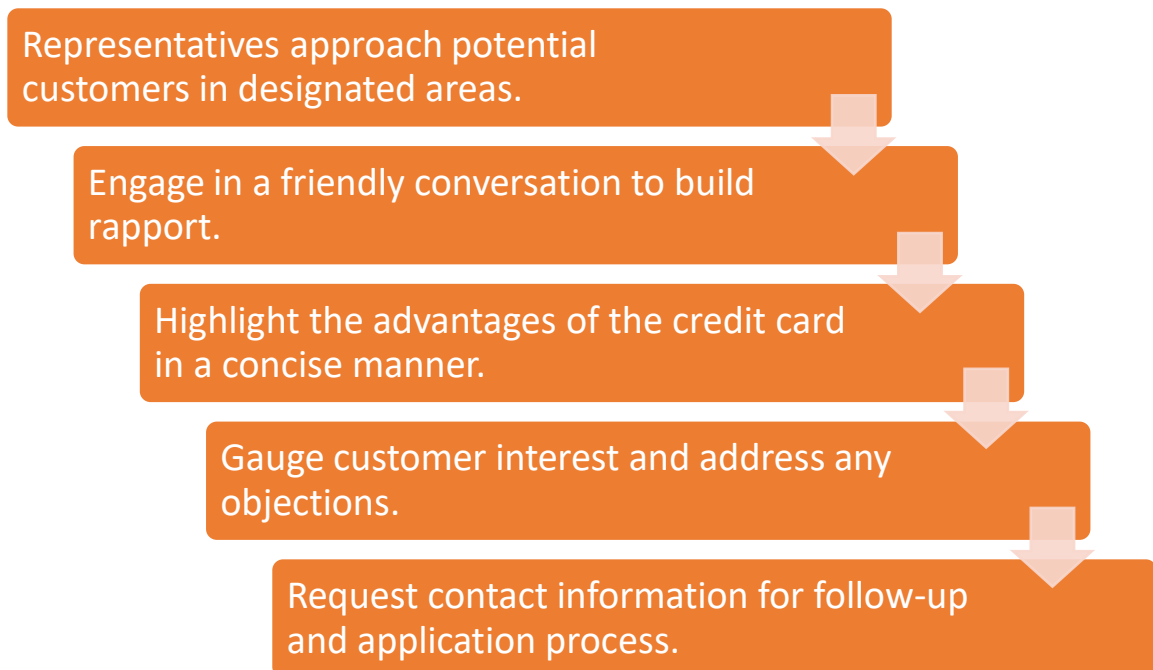 Representatives approach potential
customers in designated areas.
Engage in a friendly conversation to build
rapport.
Highlight the advantages of the credit card
in a concise manner.
Gauge customer interest and address any
objections.
Request contact information for follow-up
and application process.